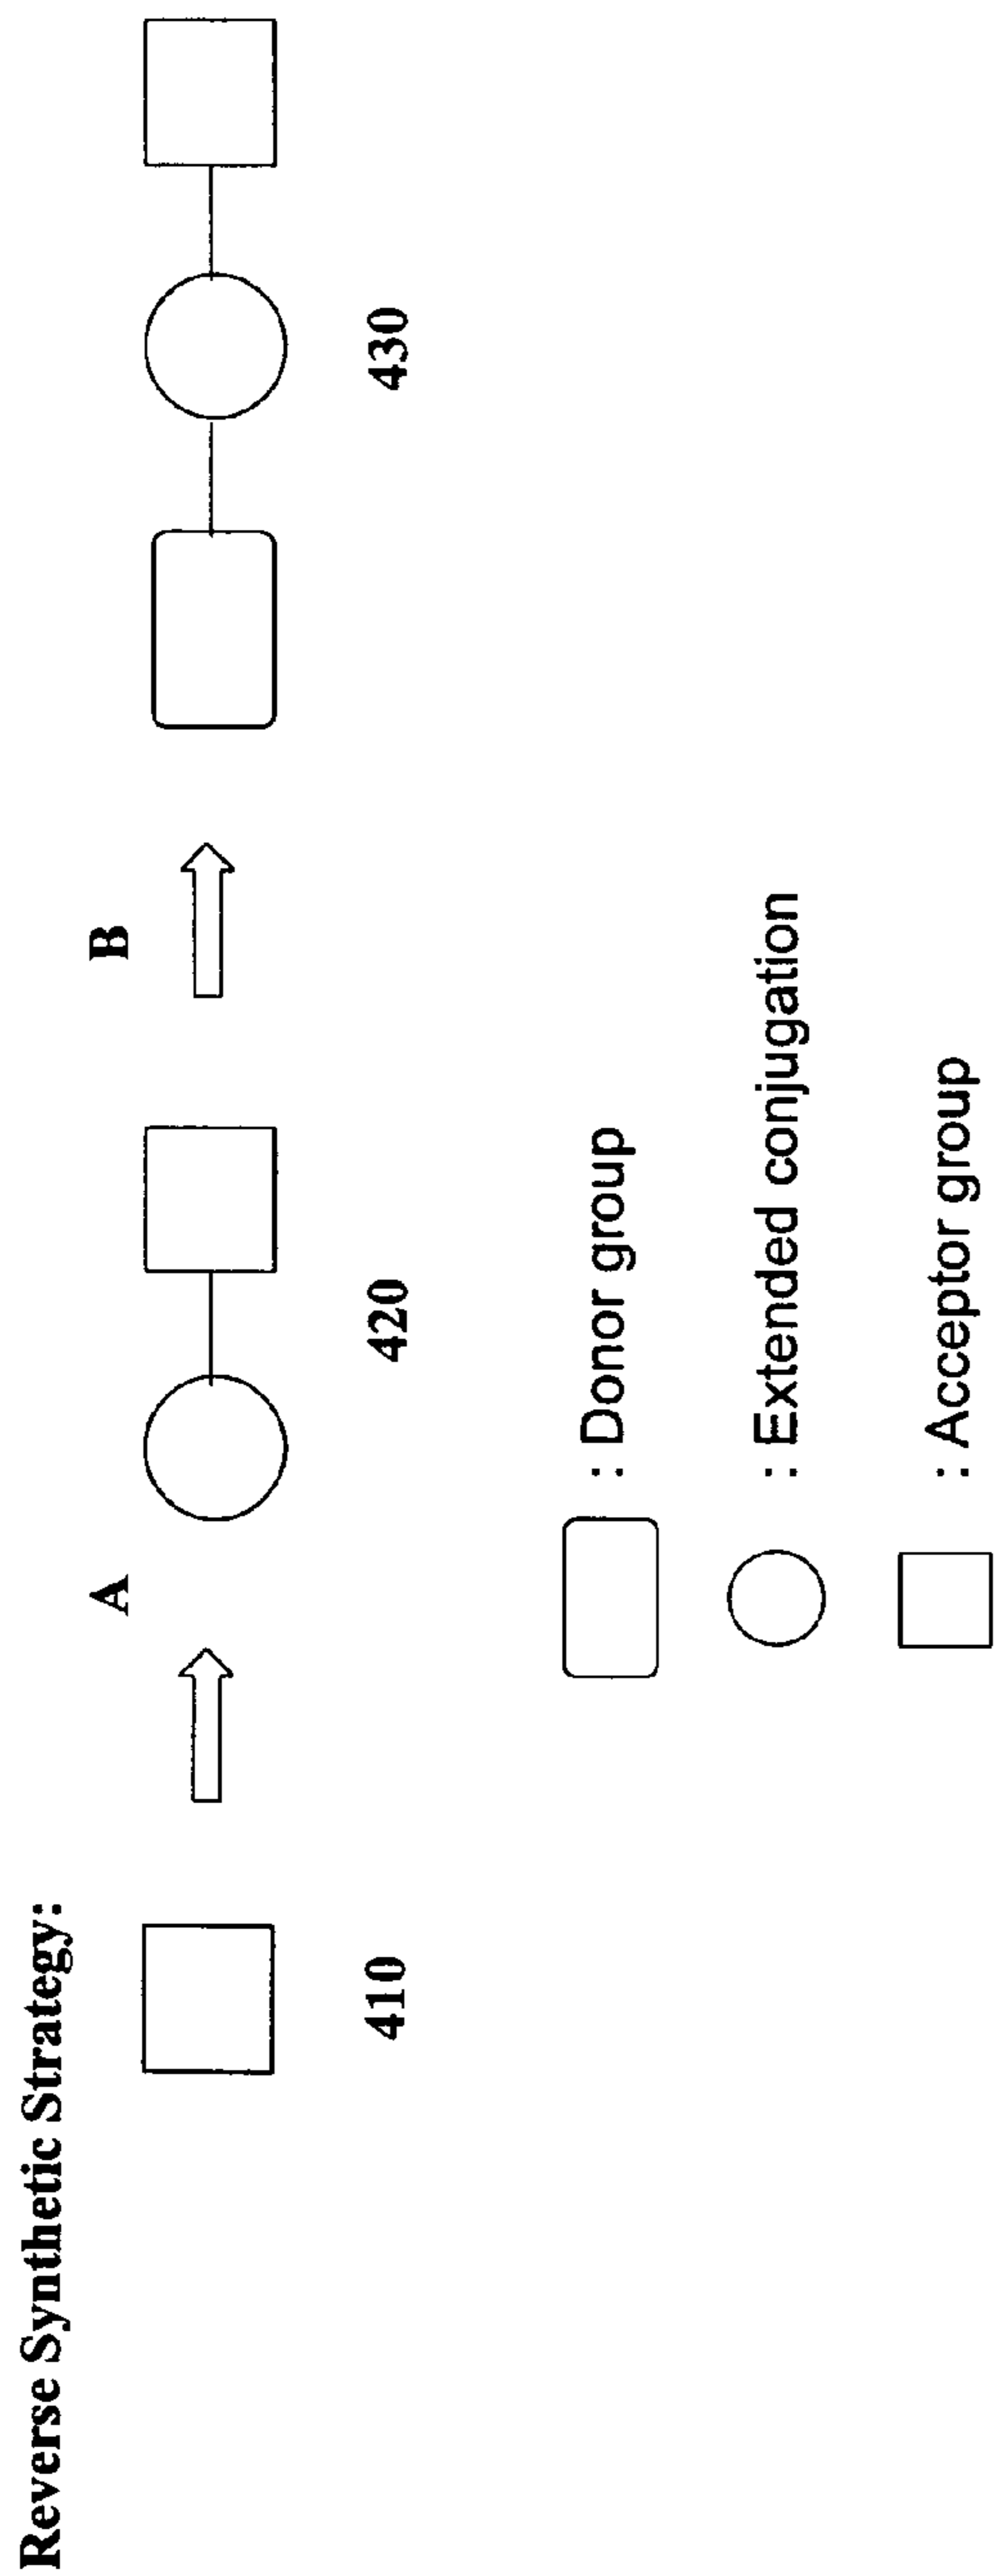 Reverse Synthetic Strategy:
A
B
410
420
430
: Donor group
: Extended conjugation
: Acceptor group